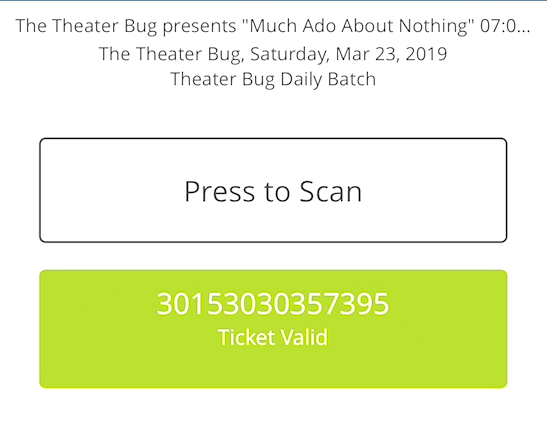 The Theater Bug presents "Much Ado About Nothing" 07:0...
The Theater Bug, Saturday, Mar 23, 2019
Theater Bug Daily Batch
Press to Scan
30153030357395
Ticket Valid